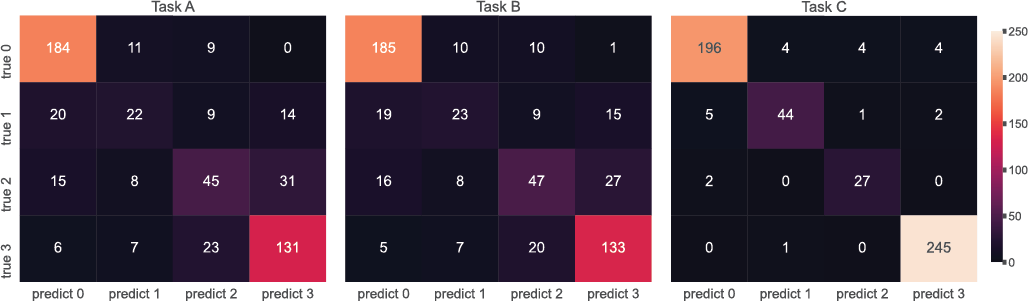 Task A Task B Task C
true 0 184 11 9 0 185 10 10 1 196 4 4 4 250
true 1 20 22 9 14 19 23 9 15 5 44 1 2 200
150
true 2 15 8 45 31 16 8 47 27 2 0 27 0 100
true 3 6 7 23 131 5 7 20 133 0 1 0 245 50
0
predict 0 predict 1 predict 2 predict 3 predict 0 predict 1 predict 2 predict 3 predict 0 predict 1 predict 2 predict 3